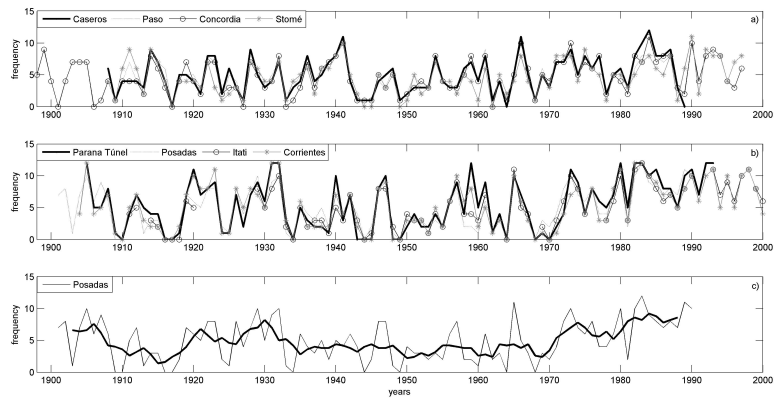 15
10
5
0
frequency
Caseros Paso Concordia Stomé
a)
1900 1910 1920 1930 1940 1950 1960 1970 1980 1990 2000
15
10
5
0
frequency
Parana Túnel Posadas Itati Corrientes
b)
1900 1910 1920 1930 1940 1950 1960 1970 1980 1990 2000
15
10
5
0
frequency
Posadas
c)
1900 1910 1920 1930 1940 1950 1960 1970 1980 1990 2000
years